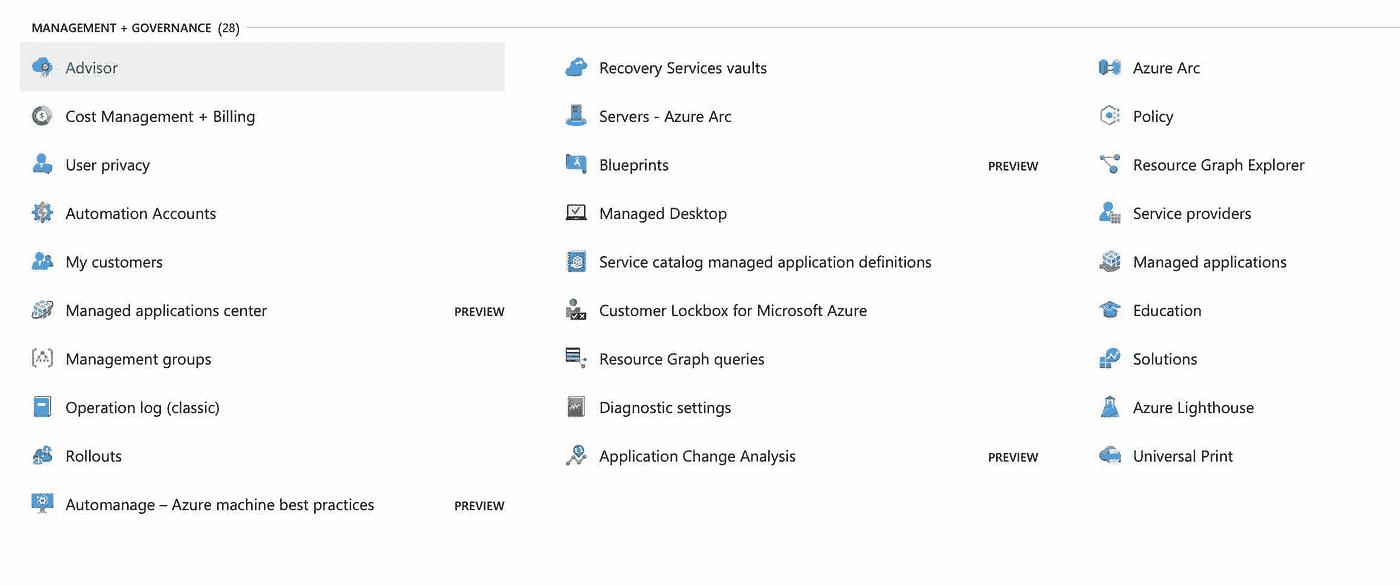 MANAGEMENT + GOVERNANCE (28)
Advisor
Recovery Services vaults
Azure Arc
Cost Management + Billing
Servers - Azure Arc
Policy
User privacy
Blueprints PREVIEW
Resource Graph Explorer
Automation Accounts
Managed Desktop
Service providers
My customers
Service catalog managed application definitions
Managed applications
Managed applications center PREVIEW
Customer Lockbox for Microsoft Azure
Education
Management groups
Resource Graph queries
Solutions
Operation log (classic)
Diagnostic settings
Azure Lighthouse
Rollouts
Application Change Analysis PREVIEW
Universal Print
Automanage – Azure machine best practices PREVIEW